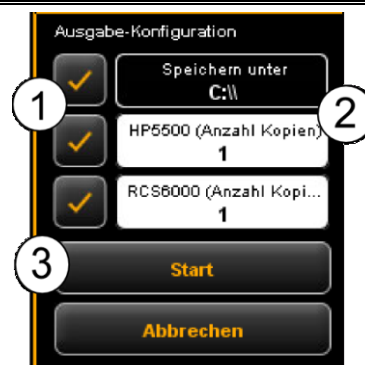 Ausgabe-Konfiguration
Speichern unter
C:\\
1
2
HP5500 (Anzahl Kopien)
1
RCS6000 (Anzahl Kopi...
1
3
Start
Abbrechen